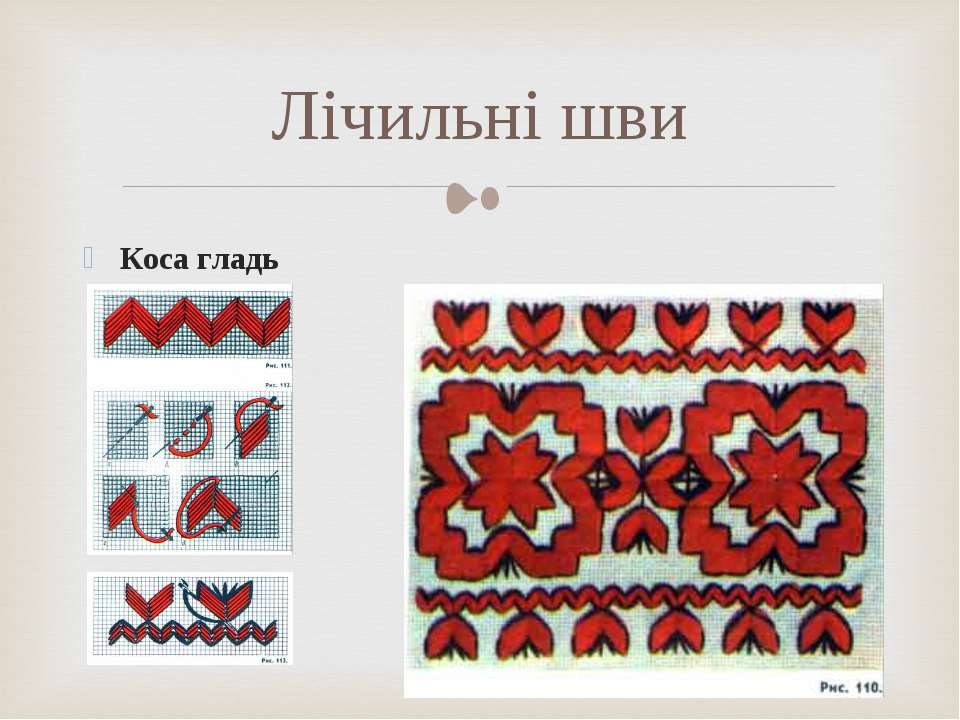 Лічильні шви
Коса гладь
Рис. 111.
Рис. 112.
Рис. 113.
Рис. 110.